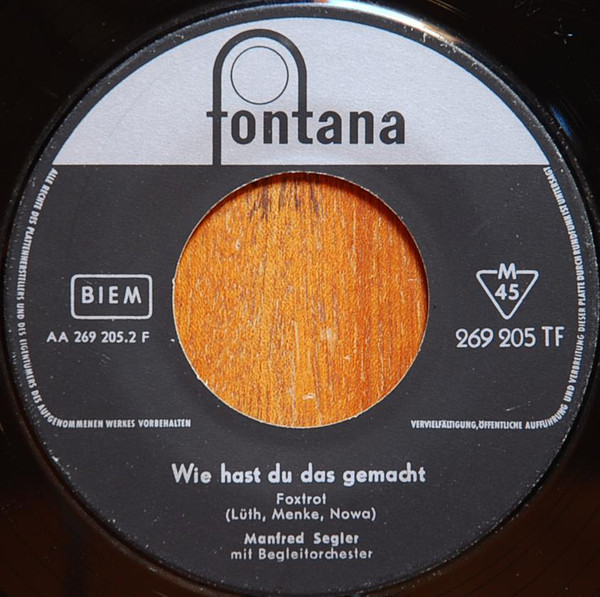 fontana
BIEM
AA 269 205.2 F
M
45
269 205 TF
ALLE RECHTE DES PLATTENHERSTELLERS UND DES EIGENTÜMERS DES AUFGENOMMENEN WERKES VORBEHALTEN
VERVIELFÄLTIGUNG, ÖFFENTLICHE AUFFÜHRUNG UND VERBREITUNG DIESER PLATTE DURCH RUNDFUNK IST UNTERSAGT
Wie hast du das gemacht
Foxtrot
(Lüth, Menke, Nowa)
Manfred Segler
mit Begleitorchester